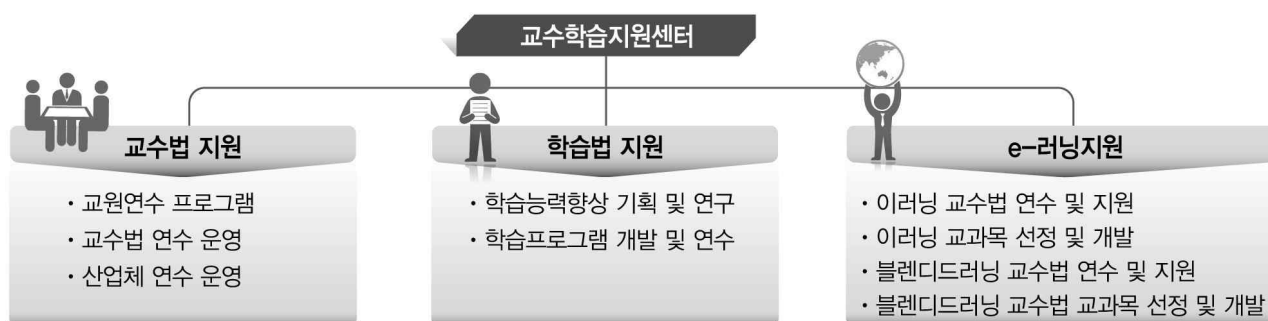 교수학습지원센터
교수법 지원
· 교원연수 프로그램
· 교수법 연수 운영
· 산업체 연수 운영
학습법 지원
· 학습능력향상 기획 및 연구
· 학습프로그램 개발 및 연수
e-러닝지원
· 이러닝 교수법 연수 및 지원
· 이러닝 교과목 선정 및 개발
· 블렌디드러닝 교수법 연수 및 지원
· 블렌디드러닝 교수법 교과목 선정 및 개발